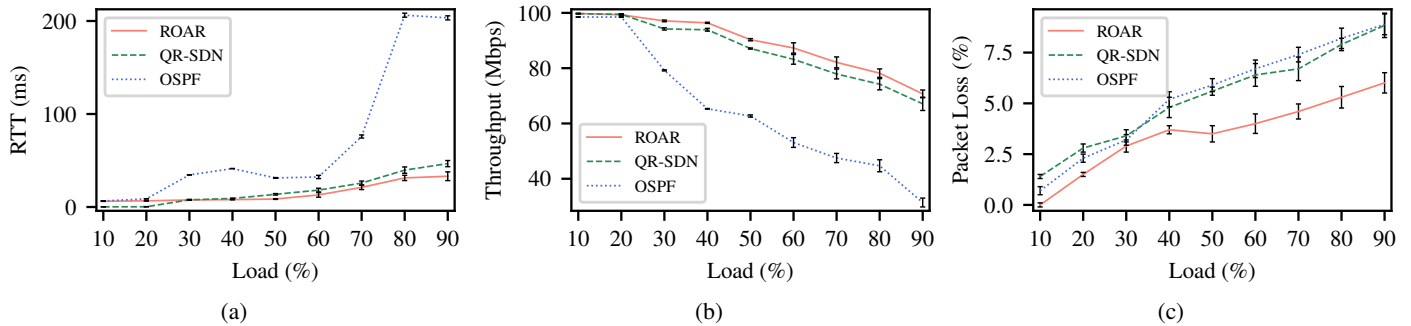 RTT (ms)
200
100
0
ROAR
QR-SDN
OSPF
10 20 30 40 50 60 70 80 90
Load (%)
(a)
Throughput (Mbps)
100
80
60
40
ROAR
QR-SDN
OSPF
10 20 30 40 50 60 70 80 90
Load (%)
(b)
Packet Loss (%)
7.5
5.0
2.5
0.0
ROAR
QR-SDN
OSPF
10 20 30 40 50 60 70 80 90
Load (%)
(c)